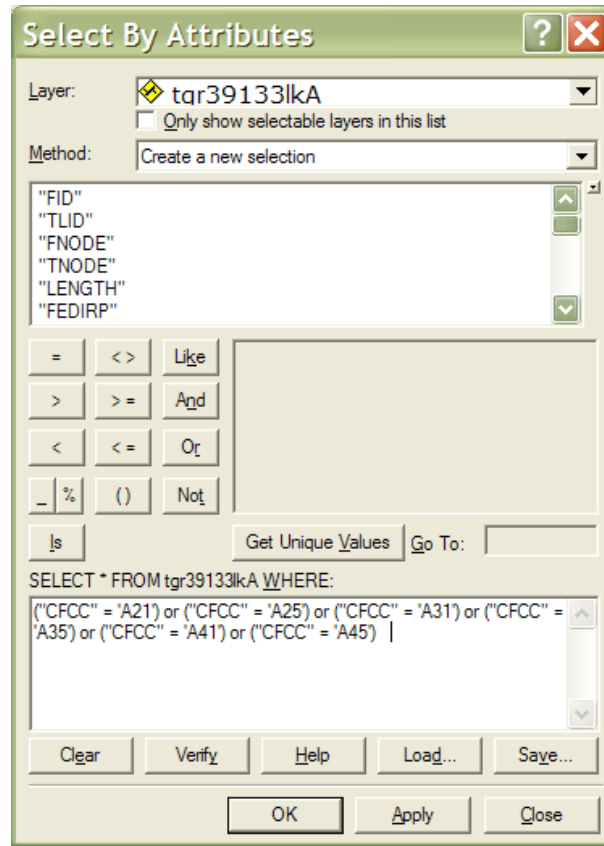 Select By Attributes
Layer:
tgr39133lkA
Only show selectable layers in this list
Method:
Create a new selection
"FID"
"TLID"
"FNODE"
"TNODE"
"LENGTH"
"FEDIRP"
= <> Like
> >= And
< <= Or
_ % () Not
Is
Get Unique Values Go To:
SELECT * FROM tgr39133lkA WHERE:
("CFCC" = 'A21') or ("CFCC" = 'A25') or ("CFCC" = 'A31') or ("CFCC" =
'A35') or ("CFCC" = 'A41') or ("CFCC" = 'A45')
Clear Verify Help Load... Save...
OK Apply Close